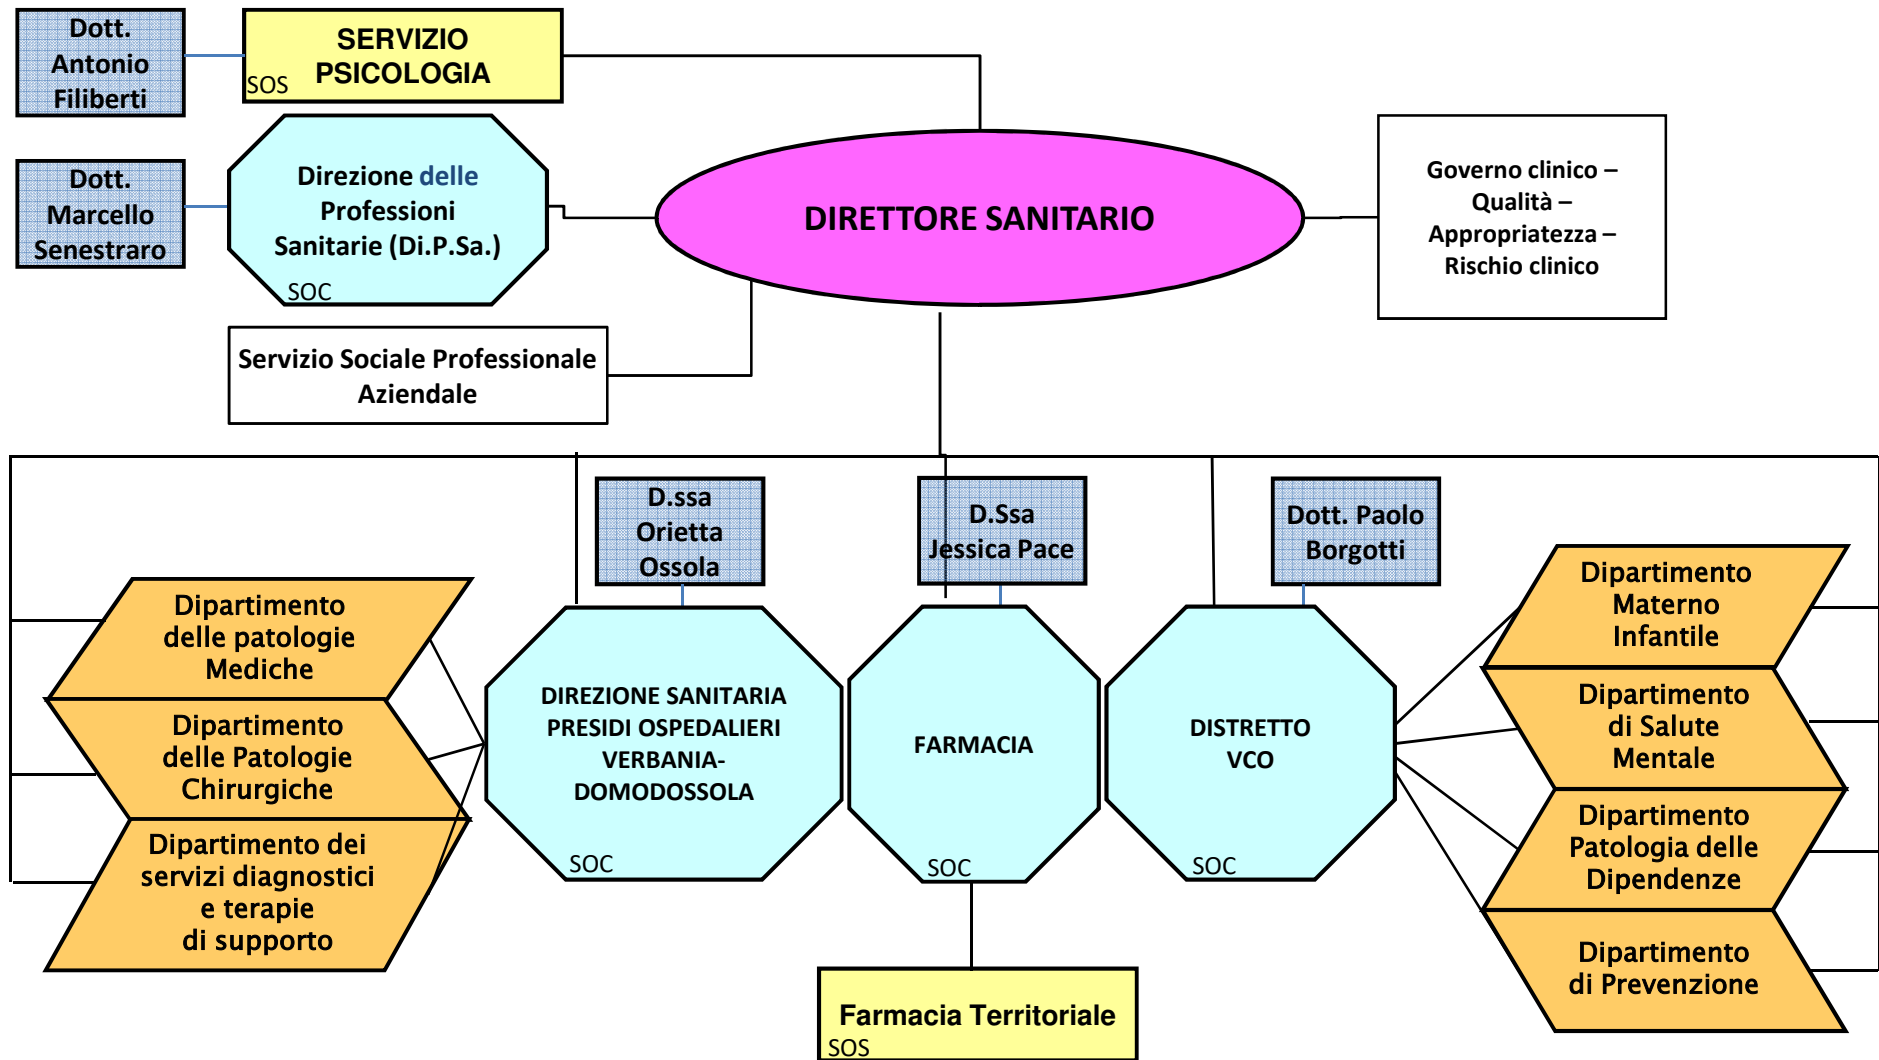 Dott.
Antonio
Filiberti
SERVIZIO
PSICOLOGIA
SOS
Dott.
Marcello
Senestraro
Direzione delle
Professioni
Sanitarie (Di.P.Sa.)
SOC
DIRETTORE SANITARIO
Governo clinico –
Qualità –
Appropriatezza –
Rischio clinico
Servizio Sociale Professionale
Aziendale
D.ssa
Orietta
Ossola
D.Ssa
Jessica Pace
Dott. Paolo
Borgotti
Dipartimento
delle patologie
Mediche
Dipartimento
delle Patologie
Chirurgiche
Dipartimento dei
servizi diagnostici
e terapie
di supporto
DIREZIONE SANITARIA
PRESIDI OSPEDALIERI
VERBANIA-
DOMODOSSOLA
SOC
FARMACIA
SOC
DISTRETTO
VCO
SOC
Dipartimento
Materno
Infantile
Dipartimento
di Salute
Mentale
Dipartimento
Patologia delle
Dipendenze
Dipartimento
di Prevenzione
Farmacia Territoriale
SOS